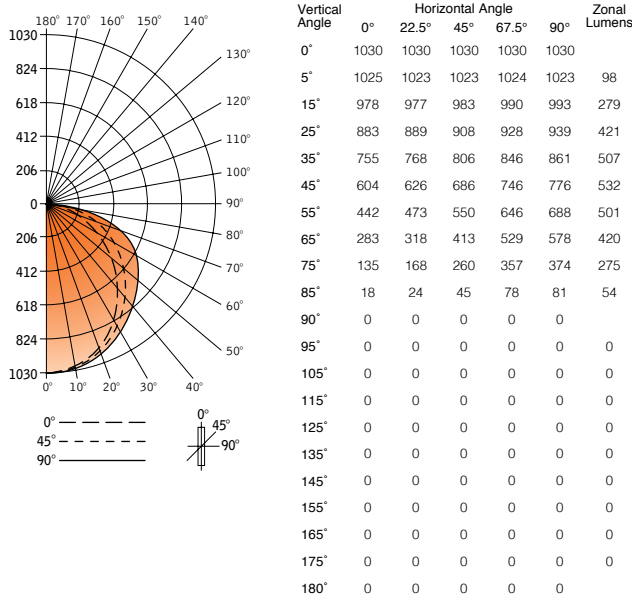 180° 170° 160° 150° 140°
1030
824
618
412
206
0
206
412
618
824
1030
130°
120°
110°
100°
90°
80°
70°
60°
50°
0° 10° 20° 30° 40°
0°
45°
90°
0°
45°
90°
Vertical Angle Horizontal Angle Zonal Lumens
0° 22.5° 45° 67.5° 90°
0° 1030 1030 1030 1030 1030
5° 1025 1023 1023 1024 1023 98
15° 978 977 983 990 993 279
25° 883 889 908 928 939 421
35° 755 768 806 846 861 507
45° 604 626 686 746 776 532
55° 442 473 550 646 688 501
65° 283 318 413 529 578 420
75° 135 168 260 357 374 275
85° 18 24 45 78 81 54
90° 0 0 0 0 0
95° 0 0 0 0 0 0
105° 0 0 0 0 0 0
115° 0 0 0 0 0 0
125° 0 0 0 0 0 0
135° 0 0 0 0 0 0
145° 0 0 0 0 0 0
155° 0 0 0 0 0 0
165° 0 0 0 0 0 0
175° 0 0 0 0 0 0
180° 0 0 0 0 0